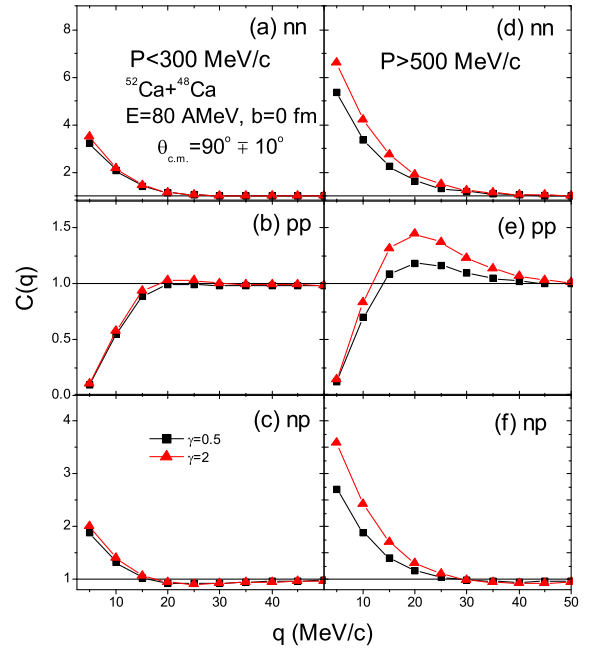 (a) nn
P<300 MeV/c
⁵²Ca+⁴⁸Ca
E=80 AMeV, b=0 fm
θc.m.=90° ∓ 10°
(d) nn
P>500 MeV/c
8
6
4
2
(b) pp
(e) pp
1.5
1.0
0.5
0.0
C(q)
(c) np
γ=0.5
γ=2
(f) np
4
3
2
1
10 20 30 40
10 20 30 40 50
q (MeV/c)
q (MeV/c)